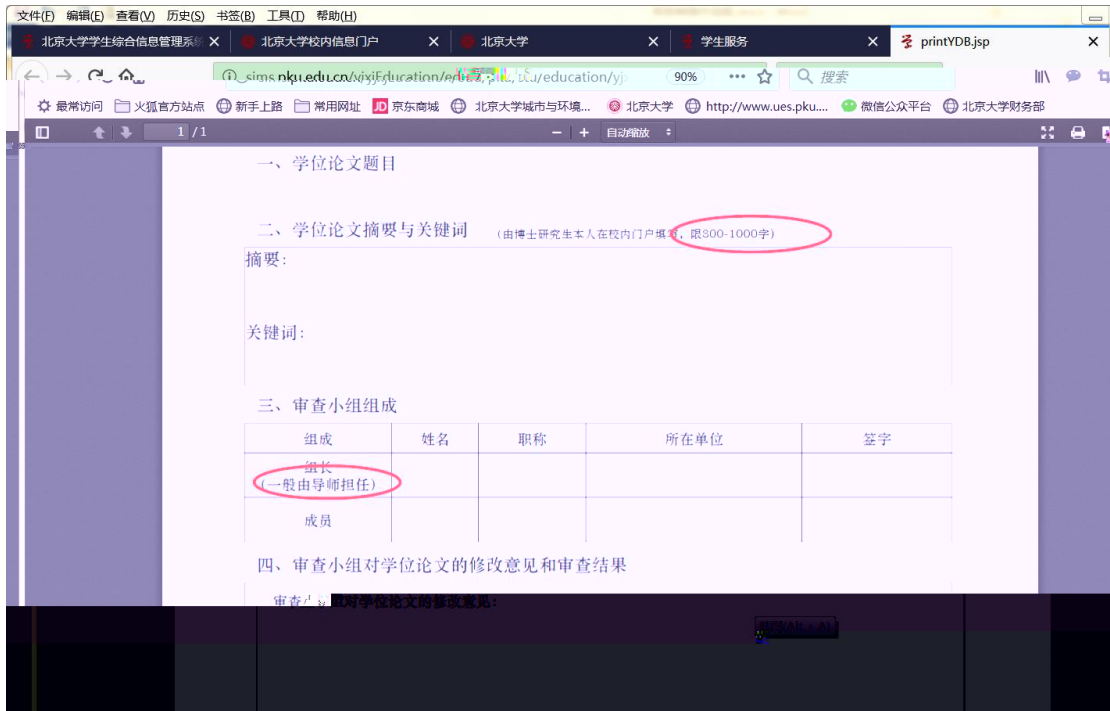 文件(F) 编辑(E) 查看(V) 历史(S) 书签(B) 工具(T) 帮助(H)
北京大学学生综合信息管理系 北京大学校内信息门户 北京大学 学生服务 printYDB.jsp
90% 搜索
最常访问 火狐官方站点 新手上路 常用网址 JD 京东商城 北京大学城市与环境... 北京大学 http://www.ues.pku.... 微信公众平台 北京大学财务部
1 / 1 自动缩放
一、学位论文题目
二、学位论文摘要与关键词 (由博士研究生本人在校内门户填写，限800-1000字)
摘要:
关键词:
三、审查小组组成
组成 姓名 职称 所在单位 签字
组长
(一般由导师担任)
成员
四、审查小组对学位论文的修改意见和审查结果
审查小组对学位论文的修改意见: